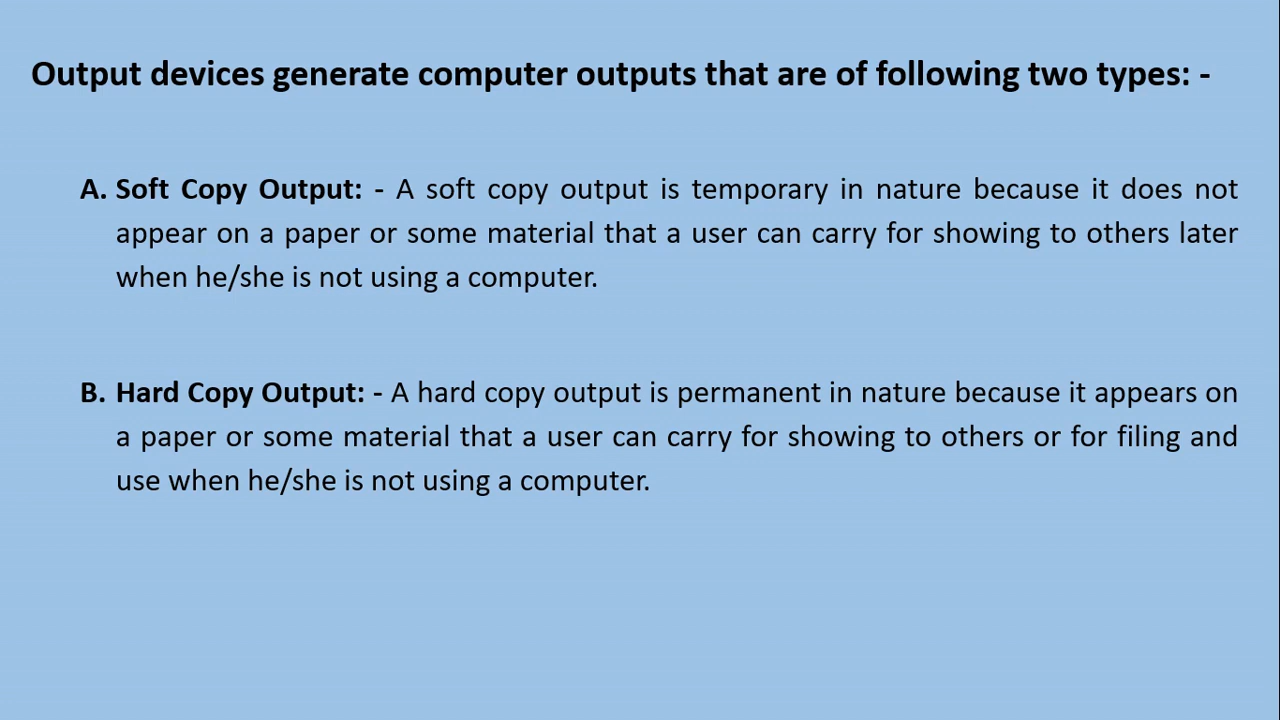 Output devices generate computer outputs that are of following two types: -
A. Soft Copy Output: - A soft copy output is temporary in nature because it does not
appear on a paper or some material that a user can carry for showing to others later
when he/she is not using a computer.
B. Hard Copy Output: - A hard copy output is permanent in nature because it appears on
a paper or some material that a user can carry for showing to others or for filing and
use when he/she is not using a computer.